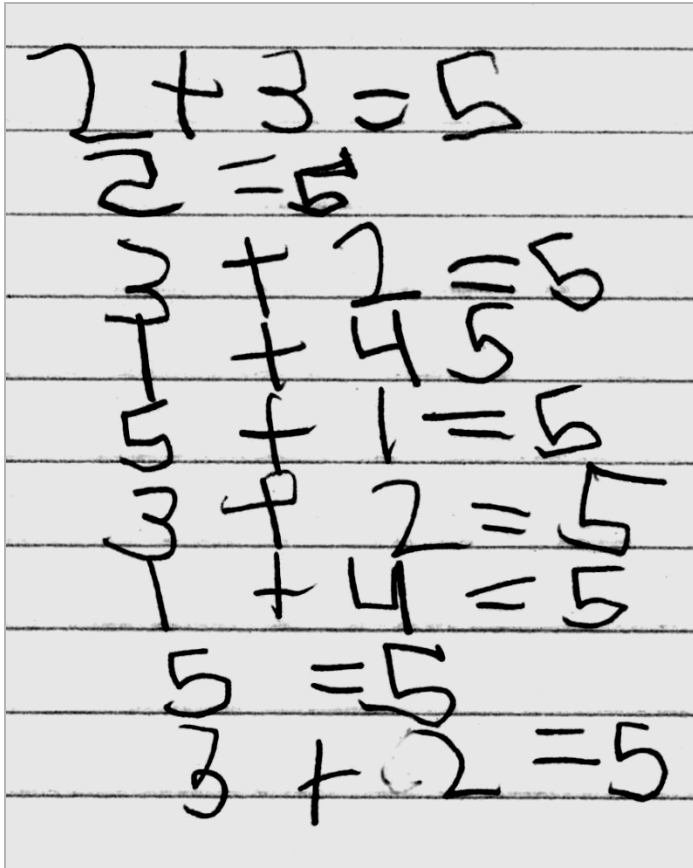 2 + 3 = 5
2 = 5
3 + 2 = 5
1 + 4 5
5 + 1 = 5
3 + 2 = 5
1 + 4 = 5
5 = 5
3 + 2 = 5